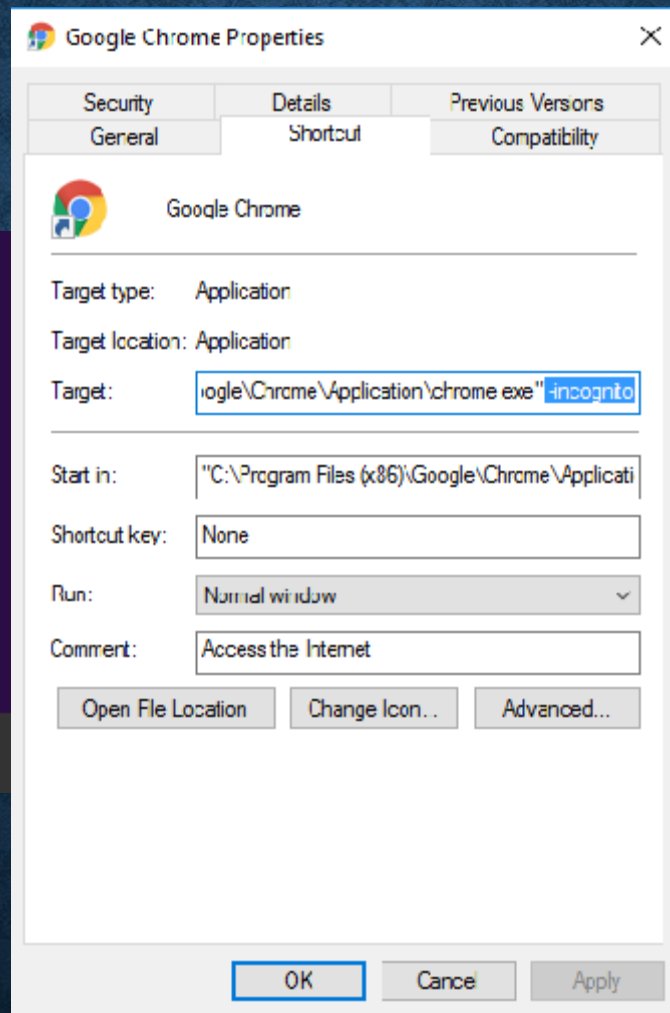 Google Chrome Properties
Security Details Previous Versions
General Shortcut Compatibility
Google Chrome
Target type: Application
Target location: Application
Target: ogle\Chrome\Application\chrome.exe" -incognito
Start in: "C:\Program Files (x86)\Google\Chrome\Applicati
Shortcut key: None
Run: Normal window
Comment: Access the Internet
Open File Location Change Icon... Advanced...
OK Cancel Apply